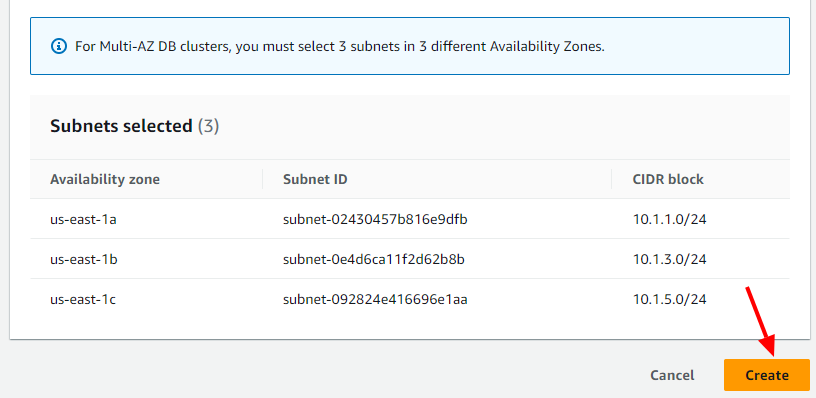 For Multi-AZ DB clusters, you must select 3 subnets in 3 different Availability Zones.
Subnets selected (3)
Availability zone Subnet ID CIDR block
us-east-1a subnet-02430457b816e9dfb 10.1.1.0/24
us-east-1b subnet-0e4d6ca11f2d62b8b 10.1.3.0/24
us-east-1c subnet-092824e416696e1aa 10.1.5.0/24
Cancel Create